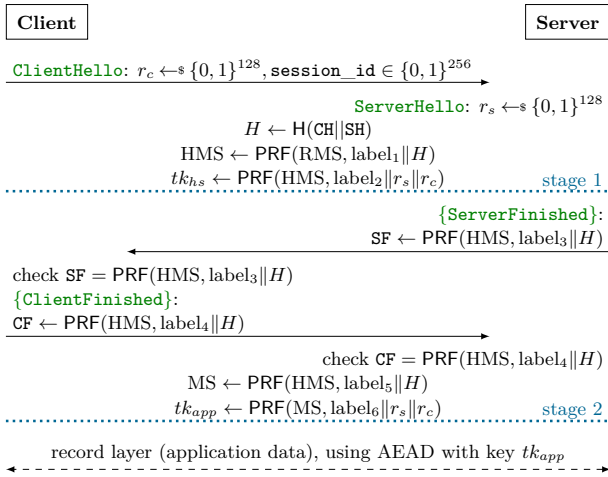 Client Server
ClientHello: r_c ←$ {0, 1}^128, session_id ∈ {0, 1}^256
ServerHello: r_s ←$ {0, 1}^128
H ← H(CH||SH)
HMS ← PRF(RMS, label_1‖H)
tk_hs ← PRF(HMS, label_2‖r_s‖r_c) stage 1
{ServerFinished}:
SF ← PRF(HMS, label_3‖H)
check SF = PRF(HMS, label_3‖H)
{ClientFinished}:
CF ← PRF(HMS, label_4‖H)
check CF = PRF(HMS, label_4‖H)
MS ← PRF(HMS, label_5‖H)
tk_app ← PRF(MS, label_6‖r_s‖r_c) stage 2
record layer (application data), using AEAD with key tk_app